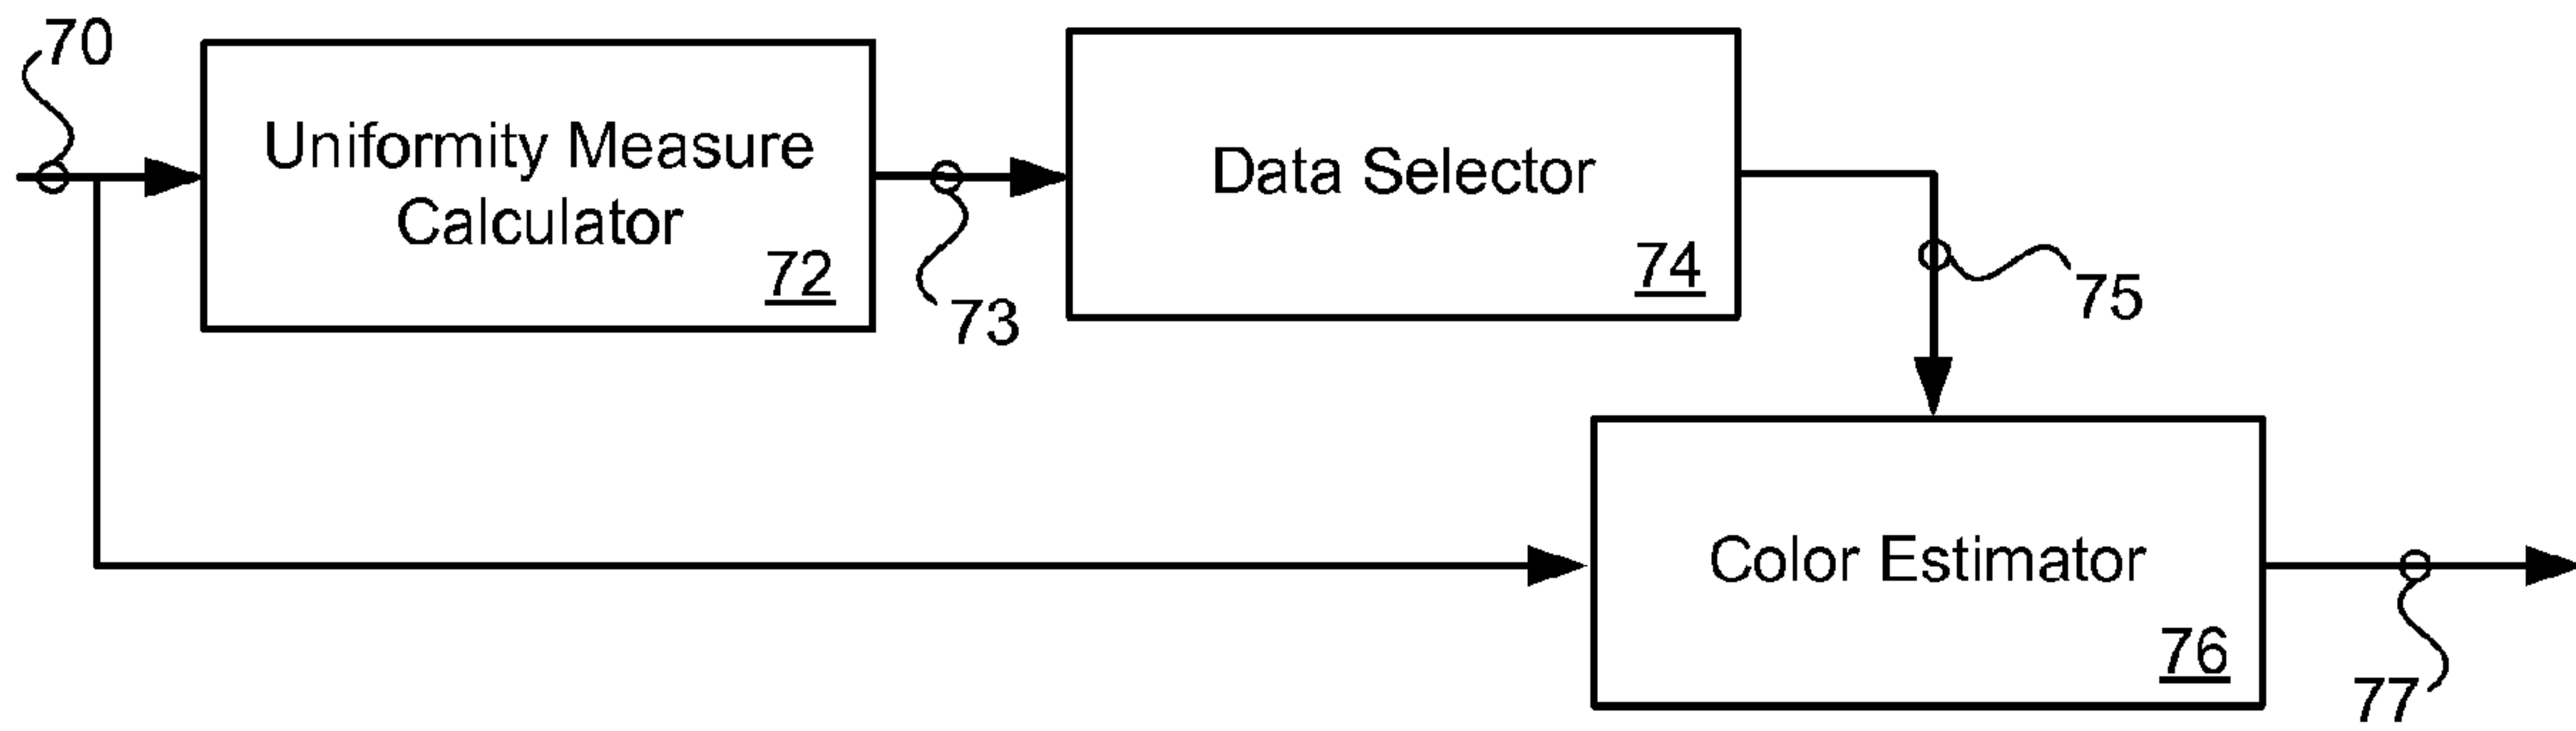 70
Uniformity Measure
Calculator
72
73
Data Selector
74
75
Color Estimator
76
77